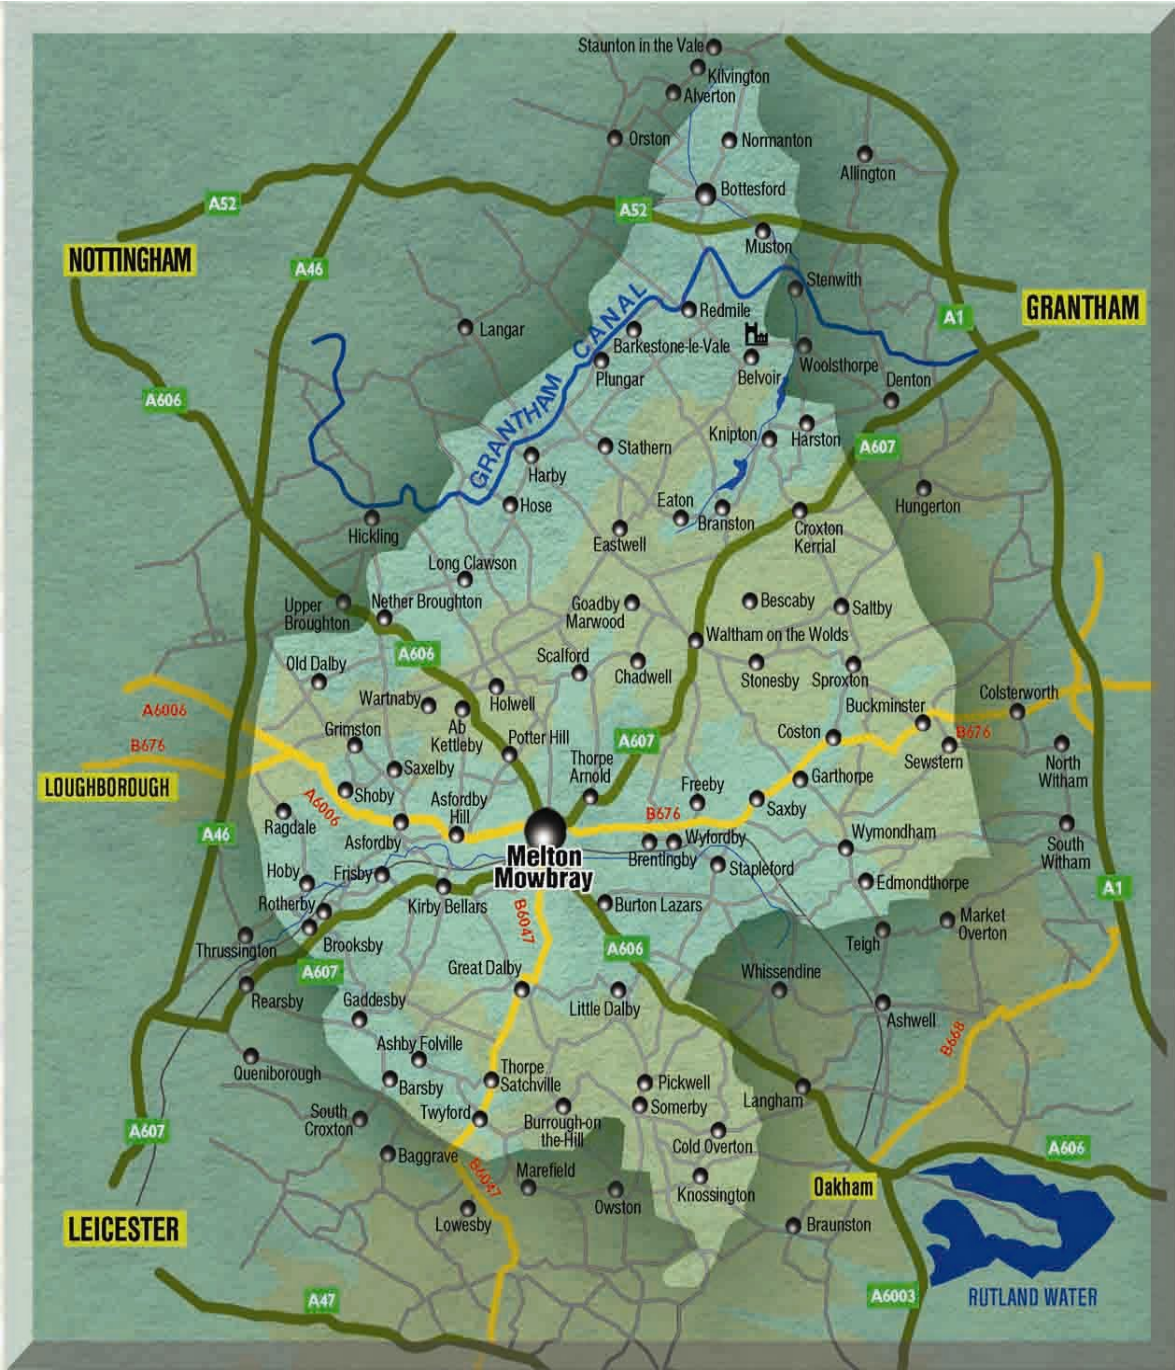 Staunton in the Vale
Kilvington
Alverton
Orston
Normanton
Allington
Bottesford
A52
A52
Muston
NOTTINGHAM
A46
Stenwith
GRANTHAM
A1
Redmile
Langar
GRANTHAM CANAL
Barkestone-le-Vale
Woolsthorpe
Plungar
Belvoir
Denton
A606
Knipton
Harston
A607
Stathern
Harby
Hungerton
Hose
Eaton
Branston
Croxton
Kerrial
Hickling
Eastwell
Long Clawson
Upper
Broughton
Nether Broughton
Goadby
Marwood
Bescaby
Saltby
Waltham on the Wolds
A606
Old Dalby
Scalford
Chadwell
Stonesby
Sproxton
Wartnaby
Holwell
Colsterworth
A6006
Buckminster
Ab
Kettleby
Grimston
Potter Hill
A607
Coston
B676
B676
Sewstern
North
Witham
Saxelby
Thorpe
Arnold
Garthorpe
LOUGHBOROUGH
Shoby
A6006
Asfordby
Hill
Freeby
B676
Saxby
Ragdale
A46
Asfordby
Wyfordby
Wymondham
South
Witham
Melton
Mowbray
Brentingby
Stapleford
Hoby
Frisby
Edmondthorpe
A1
Rotherby
Kirby Bellars
B6047
Burton Lazars
Market
Overton
Thrussington
Brooksby
A606
Teigh
A607
Great Dalby
Whissendine
Rearsby
Gaddesby
Little Dalby
Ashwell
B668
Ashby Folville
Queniborough
Barsby
Thorpe
Satchville
Pickwell
Langham
South
Croxton
Twyford
Burrough-on
the-Hill
Somerby
A607
Cold Overton
A606
Baggrave
B6047
Marefield
Knossington
Oakham
Owston
LEICESTER
Lowesby
Braunston
A47
A6003
RUTLAND WATER